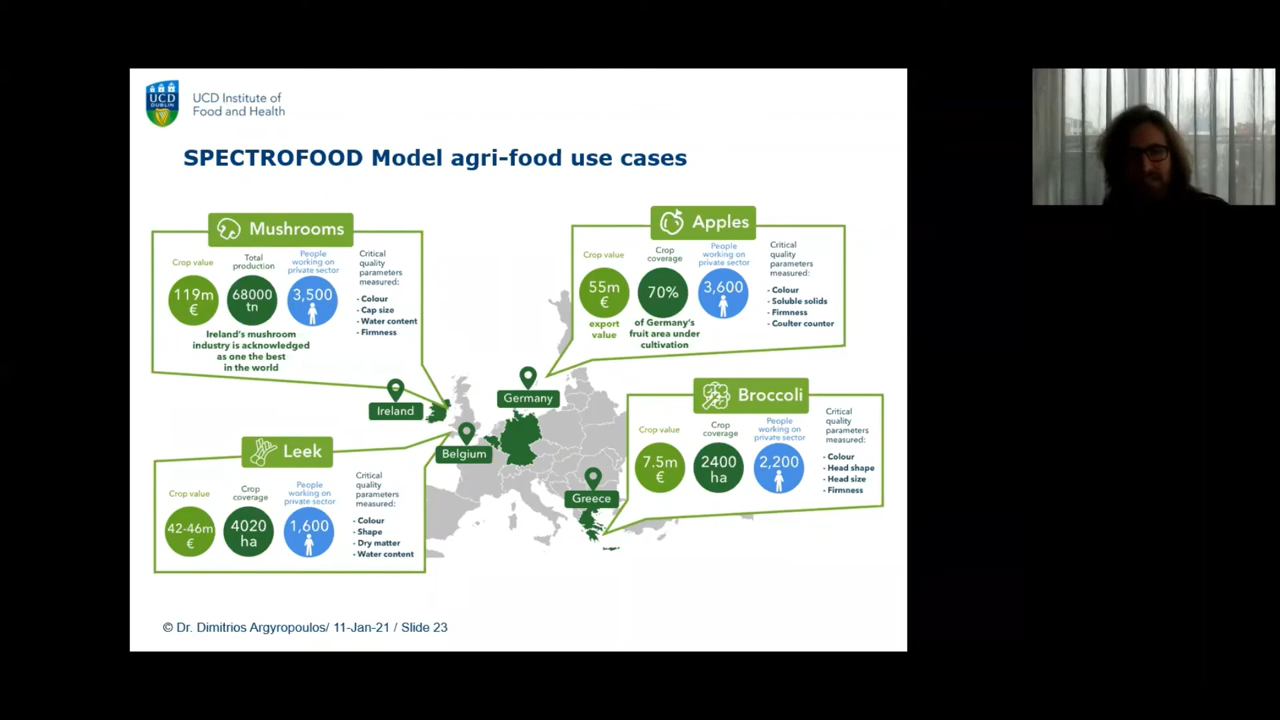 UCD
DUBLIN
UCD Institute of
Food and Health
SPECTROFOOD Model agri-food use cases
Mushrooms
Crop value
119m
€
Total
production
68000
tn
People
working on
private sector
3,500
Ireland's mushroom
industry is acknowledged
as one the best
in the world
Critical
quality
parameters
measured:
- Colour
- Cap size
- Water content
- Firmness
Apples
Crop value
55m
€
export
value
Crop
coverage
70%
of Germany's
fruit area under
cultivation
People
working on
private sector
3,600
Critical
quality
parameters
measured:
- Colour
- Soluble solids
- Firmness
- Coulter counter
Ireland
Germany
Belgium
Greece
Leek
Crop value
42-46m
€
Crop
coverage
4020
ha
People
working on
private sector
1,600
Critical
quality
parameters
measured:
- Colour
- Shape
- Dry matter
- Water content
Broccoli
Crop value
7.5m
€
Crop
coverage
2400
ha
People
working on
private sector
2,200
Critical
quality
parameters
measured:
- Colour
- Head shape
- Head size
- Firmness
© Dr. Dimitrios Argyropoulos/ 11-Jan-21 / Slide 23